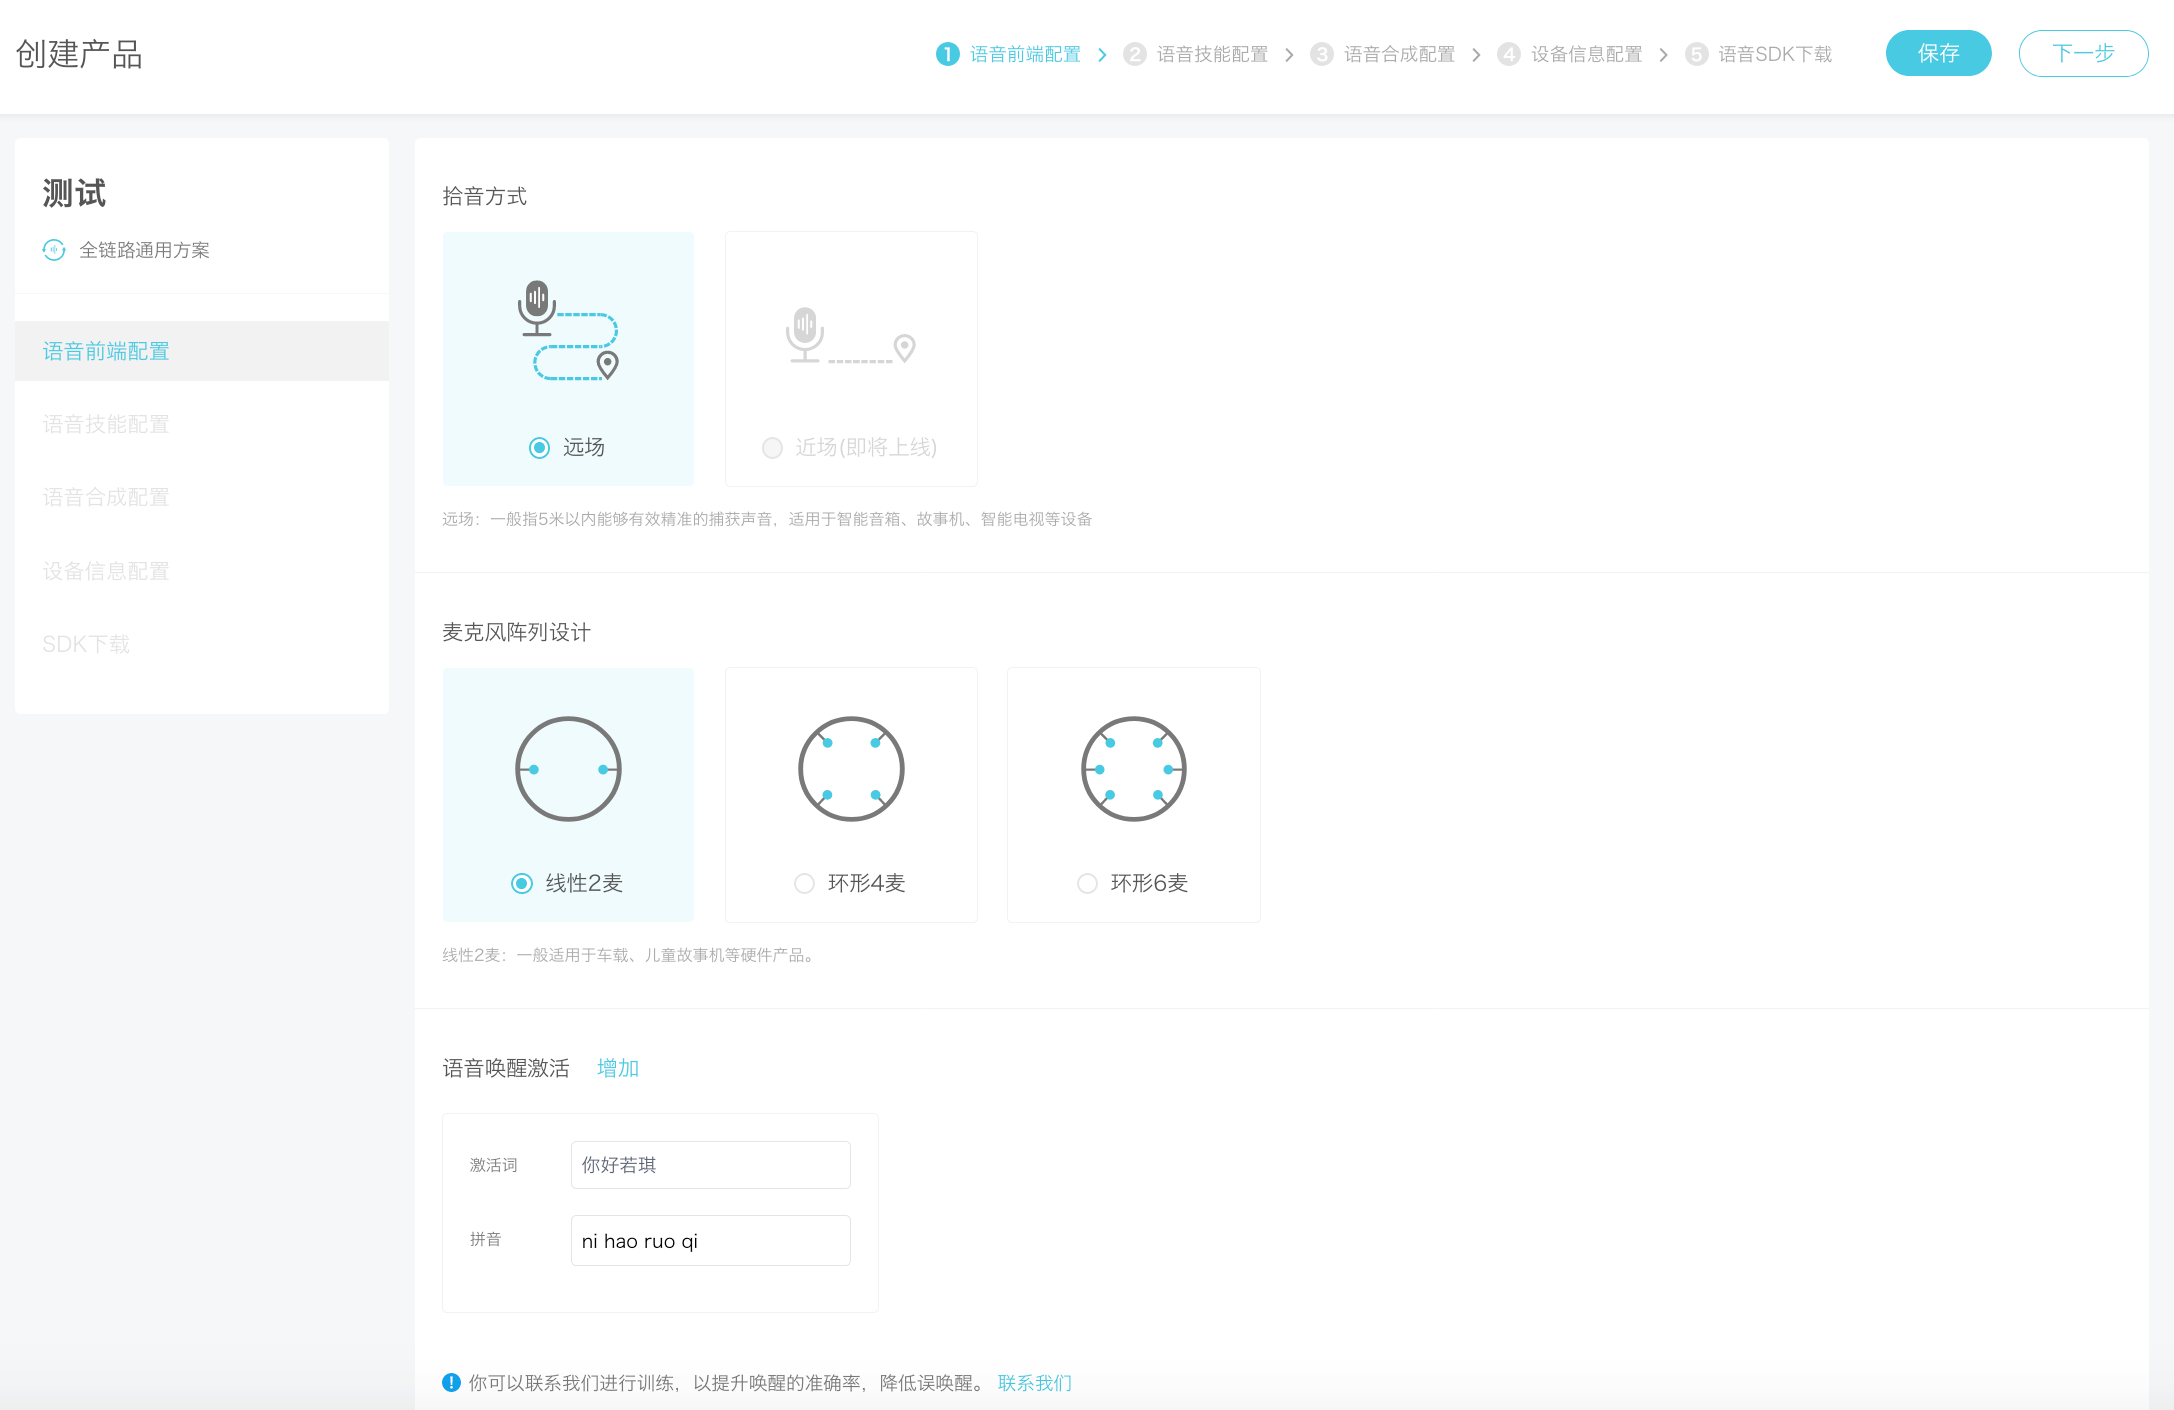 创建产品
1 语音前端配置 > 2 语音技能配置 > 3 语音合成配置 > 4 设备信息配置 > 5 语音SDK下载 保存 下一步
测试
全链路通用方案
语音前端配置
语音技能配置
语音合成配置
设备信息配置
SDK下载
拾音方式
远场 近场(即将上线)
远场：一般指5米以内能够有效精准的捕获声音，适用于智能音箱、故事机、智能电视等设备
麦克风阵列设计
线性2麦 环形4麦 环形6麦
线性2麦：一般适用于车载、儿童故事机等硬件产品。
语音唤醒激活 增加
激活词 你好若琪
拼音 ni hao ruo qi
你可以联系我们进行训练，以提升唤醒的准确率，降低误唤醒。 联系我们